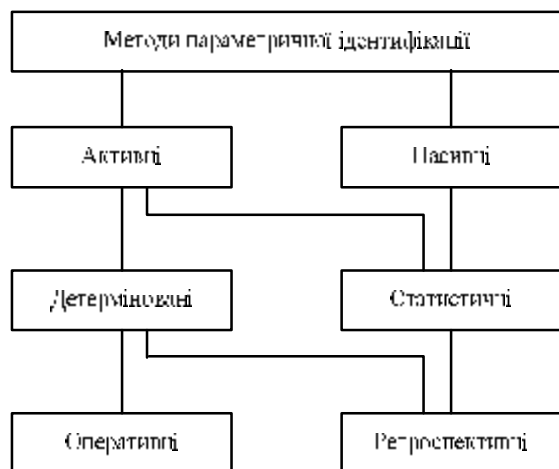 Методи параметричної ідентифікації
Активні
Пасивні
Детерміновані
Статистичні
Оперативні
Ретроспективні